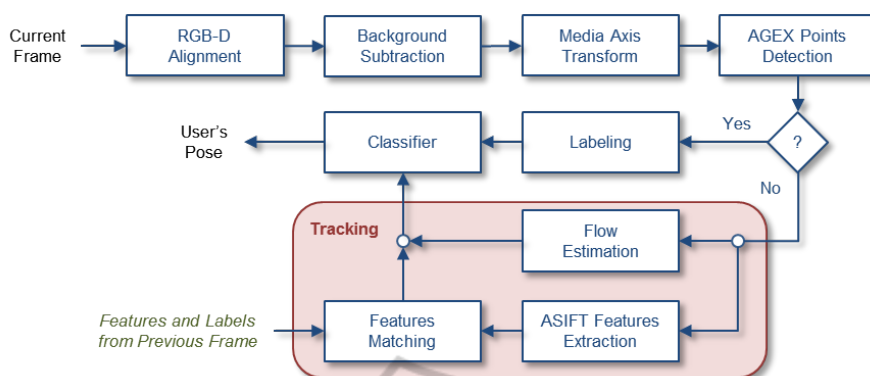 Current
Frame
RGB-D
Alignment
Background
Subtraction
Media Axis
Transform
AGEX Points
Detection
User's
Pose
Classifier
Labeling
Yes
?
No
Tracking
Flow
Estimation
Features and Labels
from Previous Frame
Features
Matching
ASIFT Features
Extraction